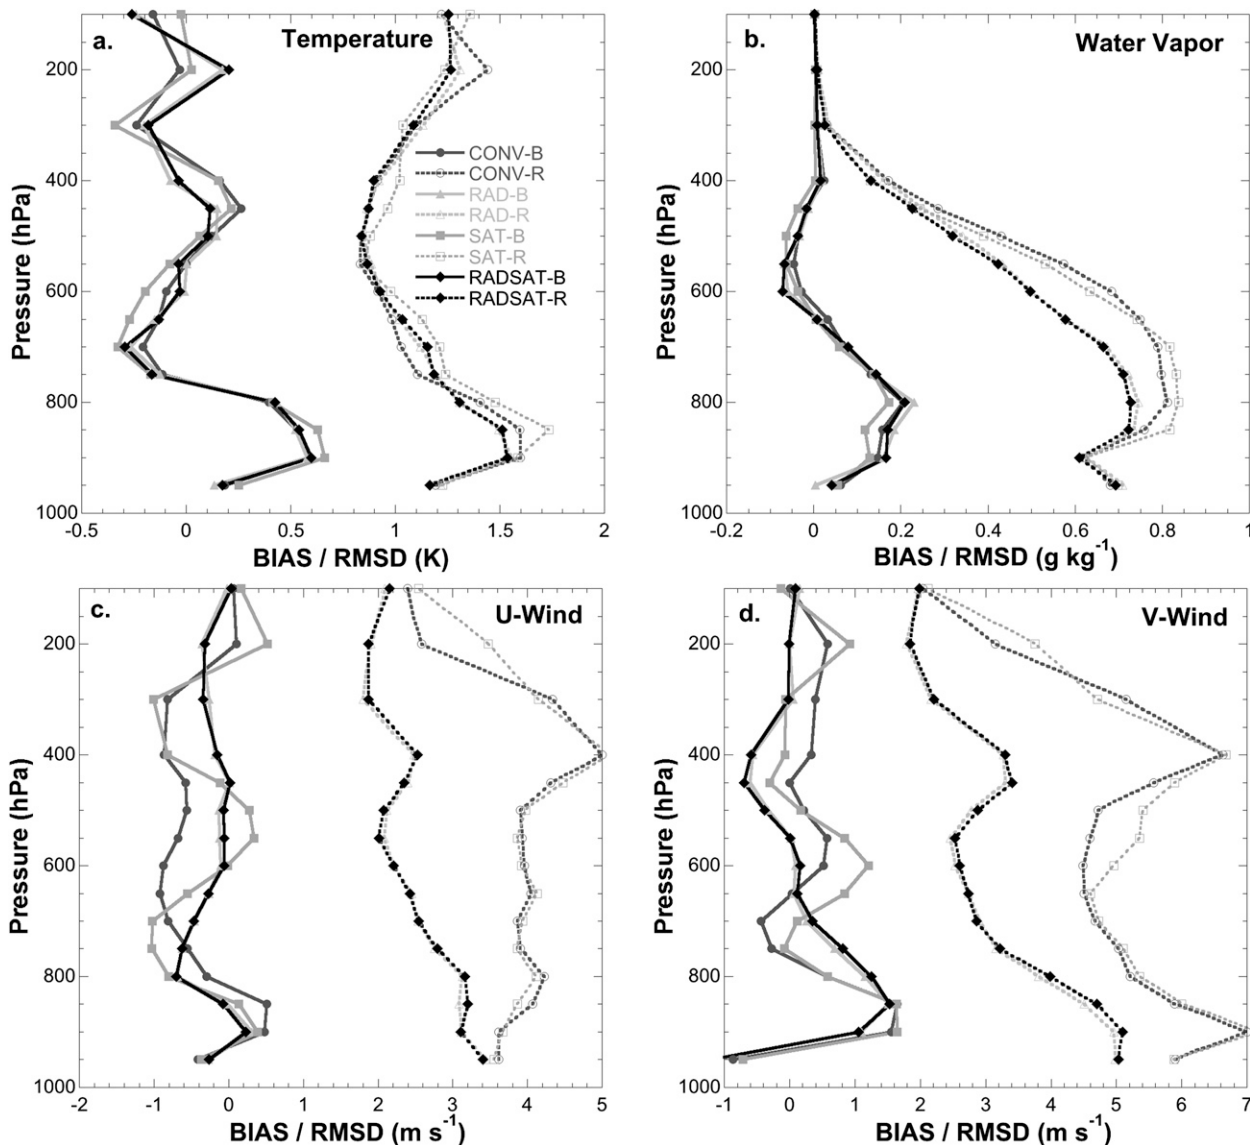 a.
Temperature
200
400
600
800
1000
Pressure (hPa)
CONV-B
CONV-R
RAD-B
RAD-R
SAT-B
SAT-R
RADSAT-B
RADSAT-R
-0.5
0
0.5
1
1.5
2
BIAS / RMSD (K)
b.
Water Vapor
200
400
600
800
1000
Pressure (hPa)
-0.2
0
0.2
0.4
0.6
0.8
1
BIAS / RMSD (g kg⁻¹)
c.
U-Wind
200
400
600
800
1000
Pressure (hPa)
-2
-1
0
1
2
3
4
5
BIAS / RMSD (m s⁻¹)
d.
V-Wind
200
400
600
800
1000
Pressure (hPa)
-1
0
1
2
3
4
5
6
7
BIAS / RMSD (m s⁻¹)